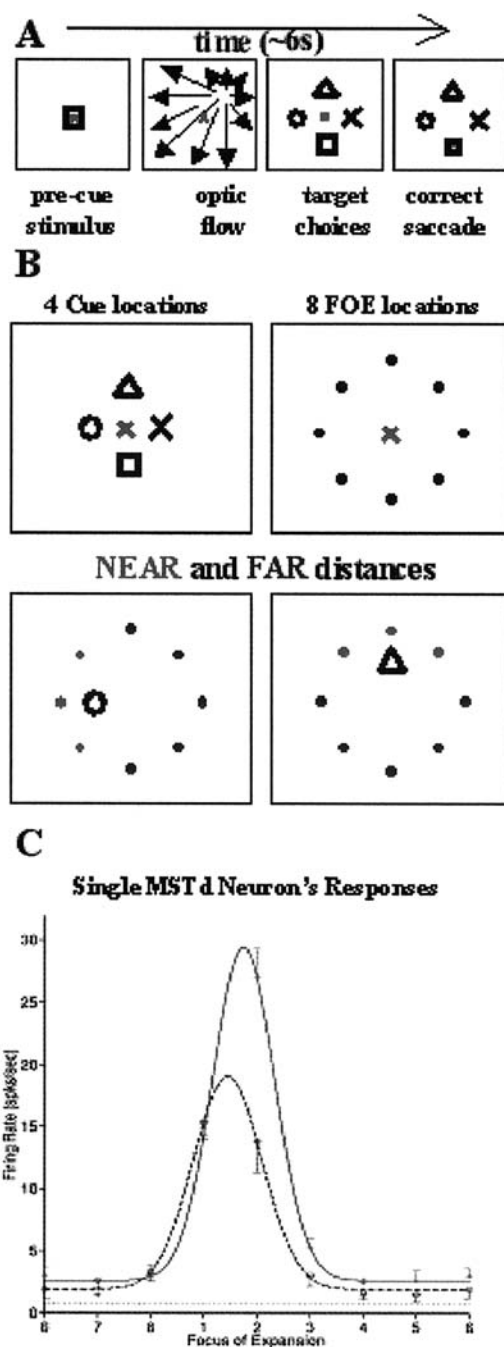 A
time (~6s)
pre-cue stimulus
optic flow
target choices
correct saccade
B
4 Cue locations
8 FOE locations
NEAR and FAR distances
C
Single MSTd Neuron's Responses
Firing Rate [spks/sec]
30
25
20
15
10
5
0
6 7 8 1 2 3 4 5 6
Focus of Expansion